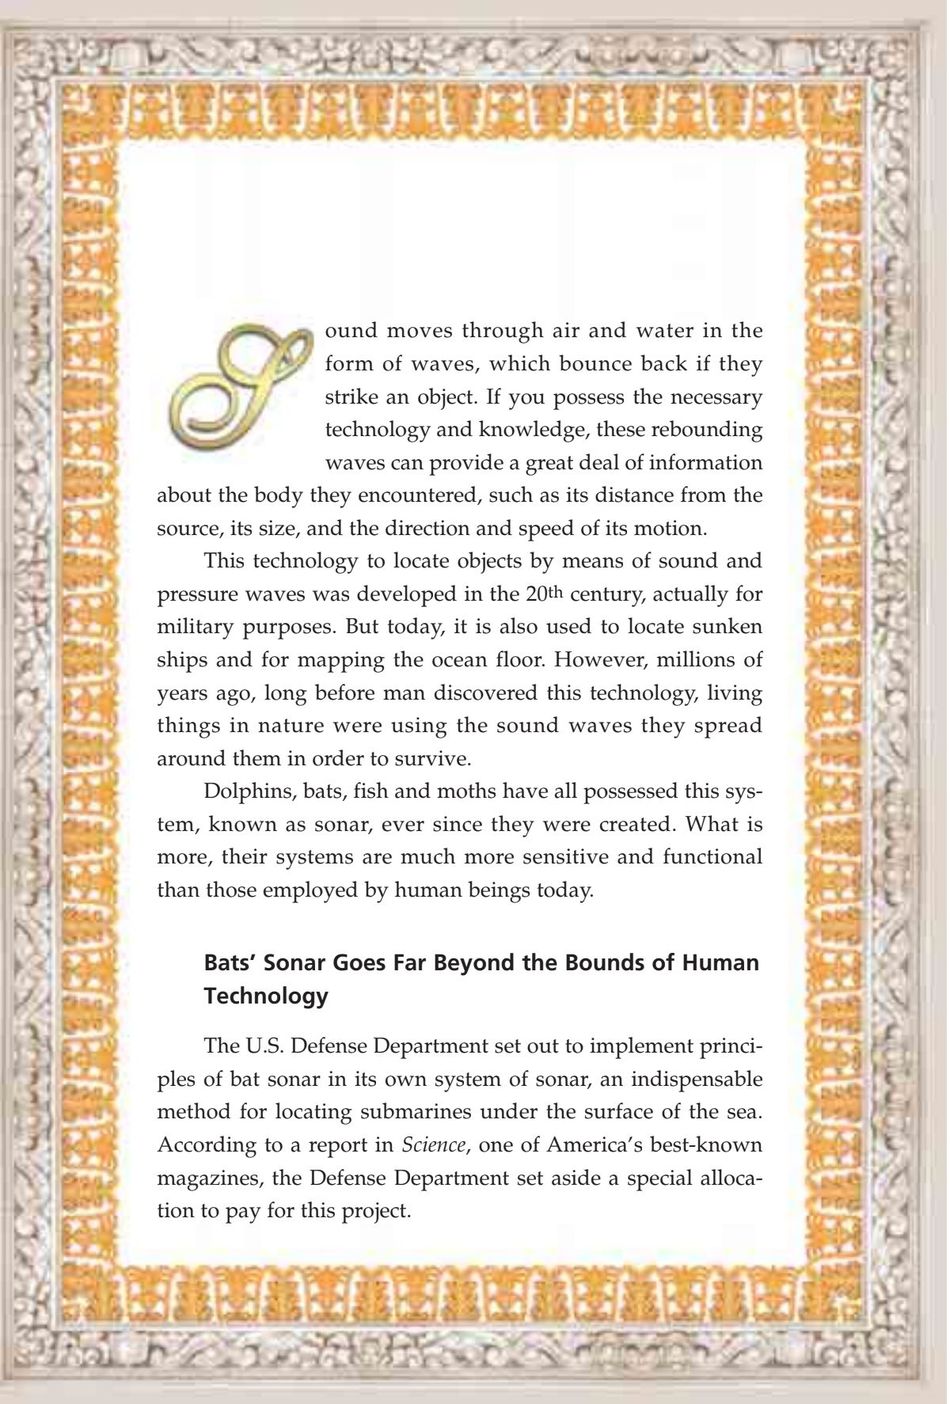 Sound moves through air and water in the
form of waves, which bounce back if they
strike an object. If you possess the necessary
technology and knowledge, these rebounding
waves can provide a great deal of information
about the body they encountered, such as its distance from the
source, its size, and the direction and speed of its motion.
This technology to locate objects by means of sound and
pressure waves was developed in the 20th century, actually for
military purposes. But today, it is also used to locate sunken
ships and for mapping the ocean floor. However, millions of
years ago, long before man discovered this technology, living
things in nature were using the sound waves they spread
around them in order to survive.
Dolphins, bats, fish and moths have all possessed this sys-
tem, known as sonar, ever since they were created. What is
more, their systems are much more sensitive and functional
than those employed by human beings today.
Bats' Sonar Goes Far Beyond the Bounds of Human
Technology
The U.S. Defense Department set out to implement princi-
ples of bat sonar in its own system of sonar, an indispensable
method for locating submarines under the surface of the sea.
According to a report in Science, one of America's best-known
magazines, the Defense Department set aside a special alloca-
tion to pay for this project.